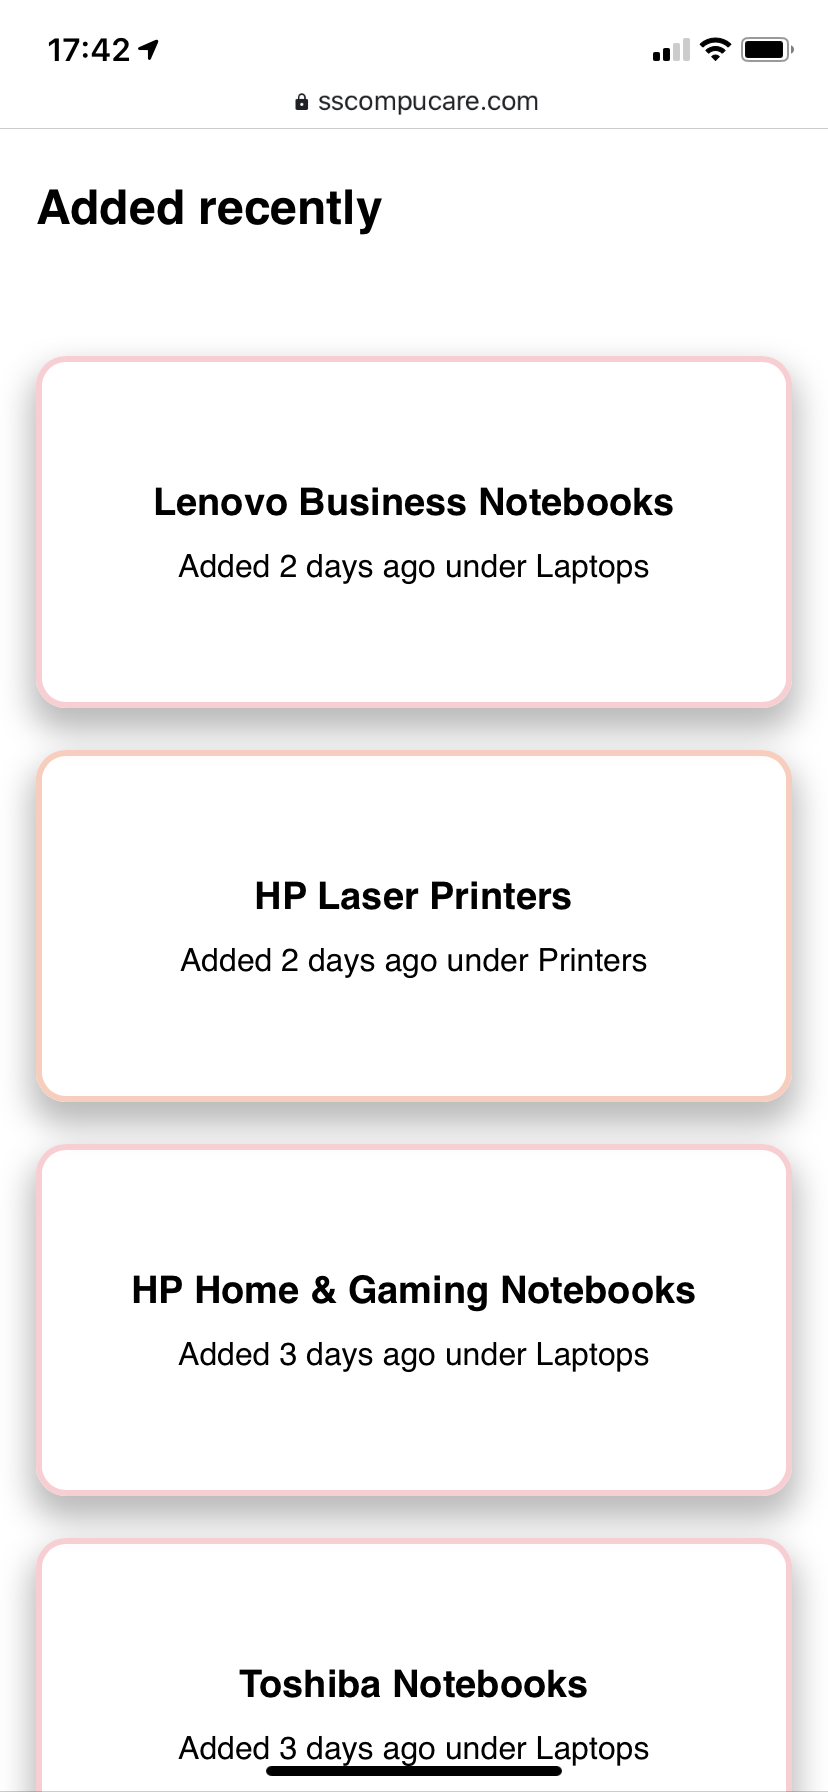 17:42
sscompucare.com
Added recently
Lenovo Business Notebooks
Added 2 days ago under Laptops
HP Laser Printers
Added 2 days ago under Printers
HP Home & Gaming Notebooks
Added 3 days ago under Laptops
Toshiba Notebooks
Added 3 days ago under Laptops